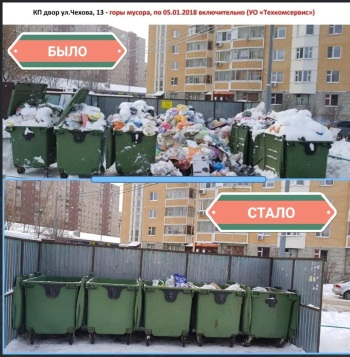 КП двор ул.Чехова, 13 - горы мусора, по 05.01.2018 включительно (УО «Техкомсервис»)
БЫЛО
СТАЛО